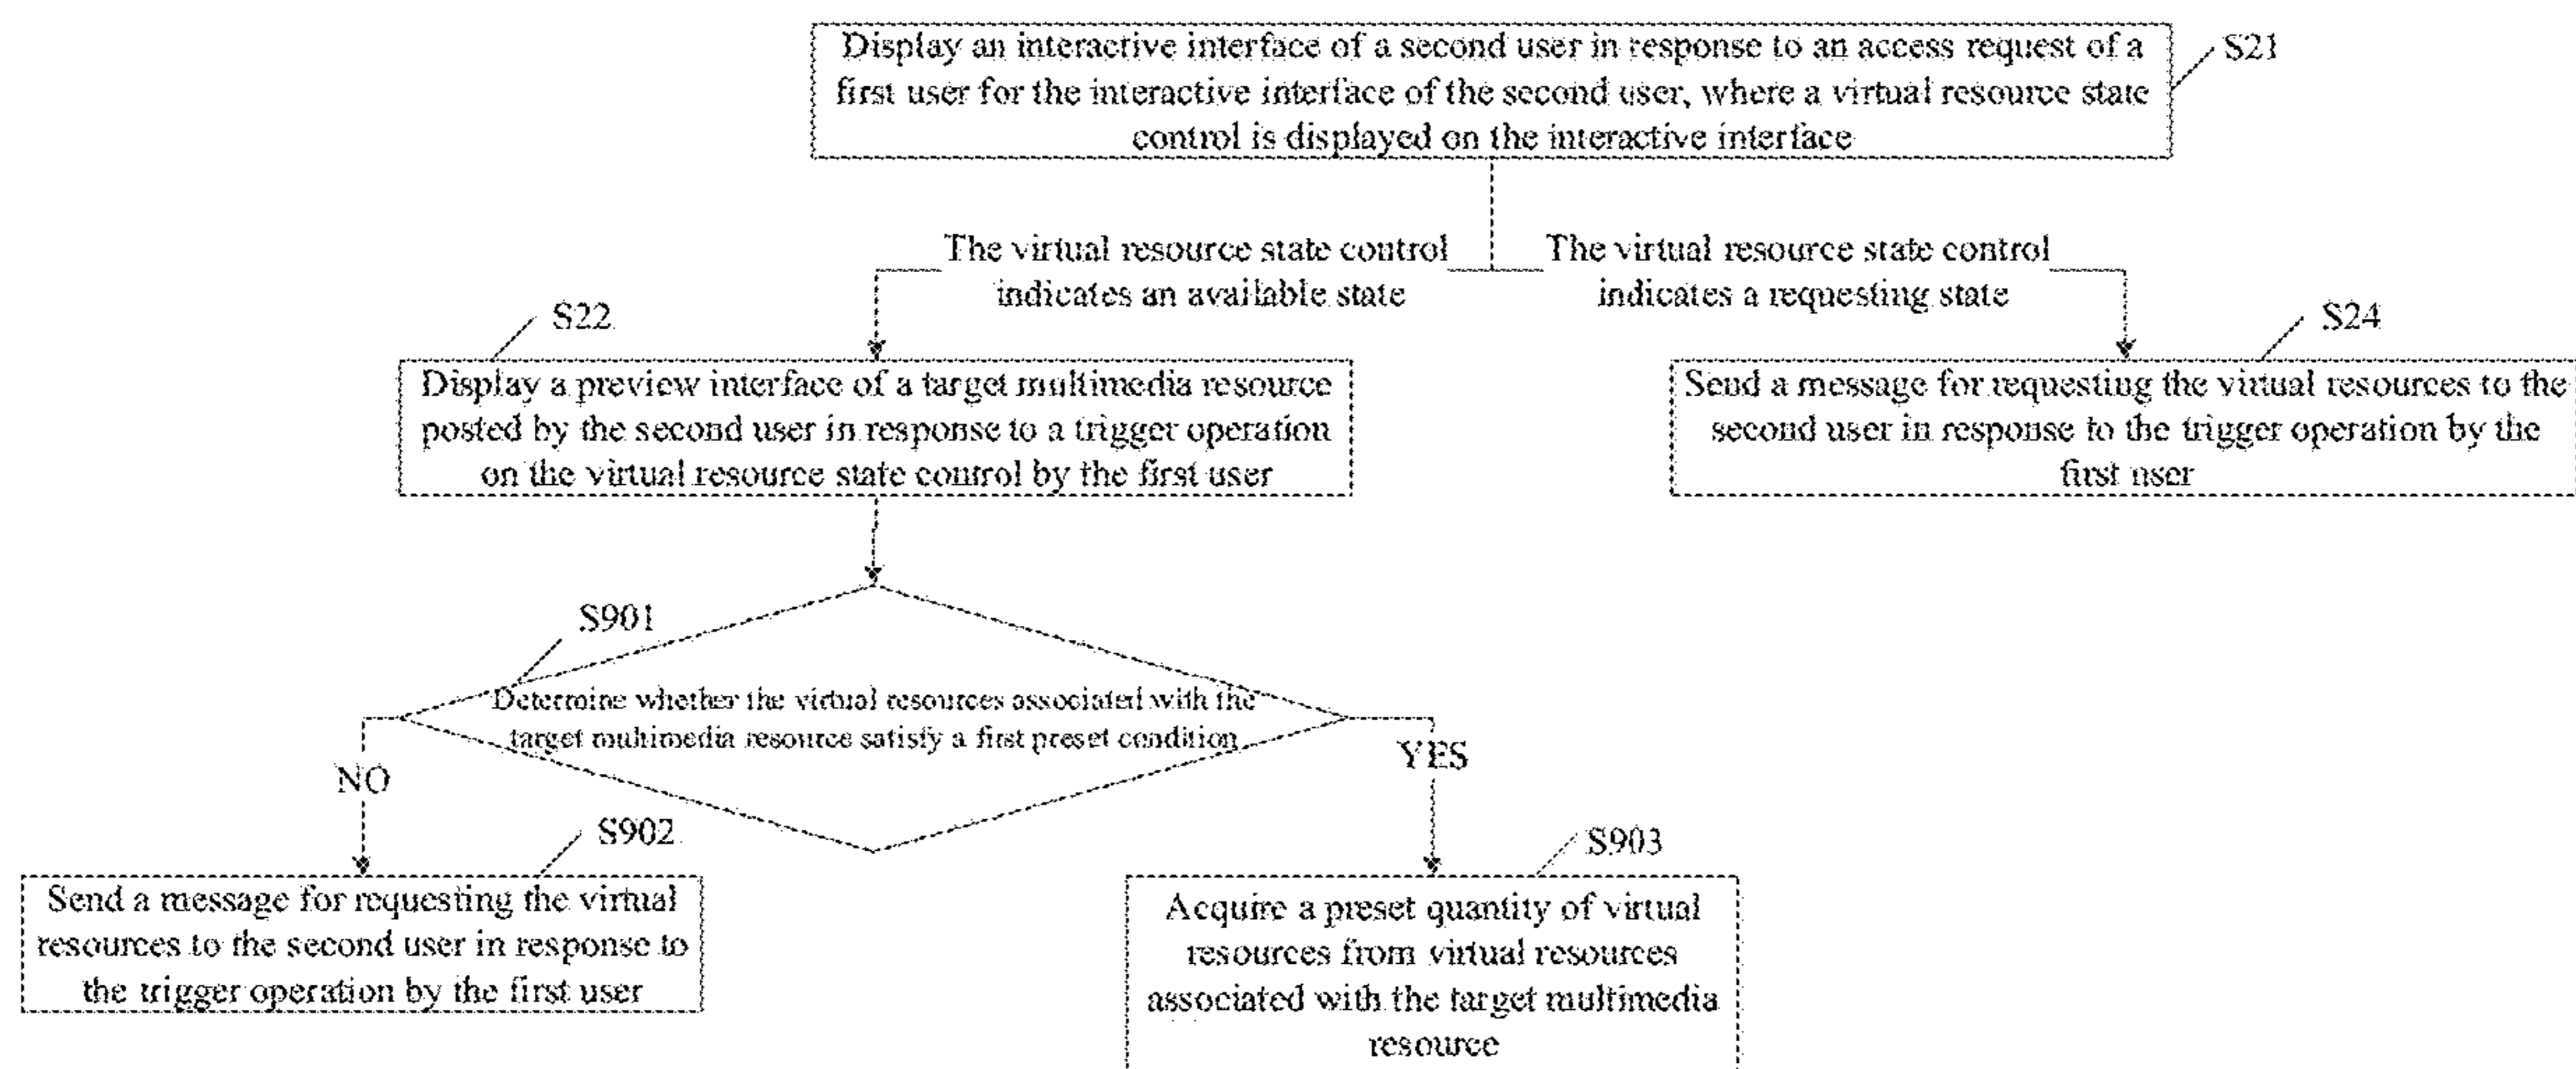 Display an interactive interface of a second user in response to an access request of a
first user for the interactive interface of the second user, where a virtual resource state
control is displayed on the interactive interface
S21
The virtual resource state control
indicates an available state
The virtual resource state control
indicates a requesting state
S22
S24
Display a preview interface of a target multimedia resource
posted by the second user in response to a trigger operation
on the virtual resource state control by the first user
Send a message for requesting the virtual resources to the
second user in response to the trigger operation by the
first user
S901
Determine whether the virtual resources associated with the
target multimedia resource satisfy a first preset condition
NO
YES
S902
S903
Send a message for requesting the virtual
resources to the second user in response to
the trigger operation by the first user
Acquire a preset quantity of virtual
resources from virtual resources
associated with the target multimedia
resource